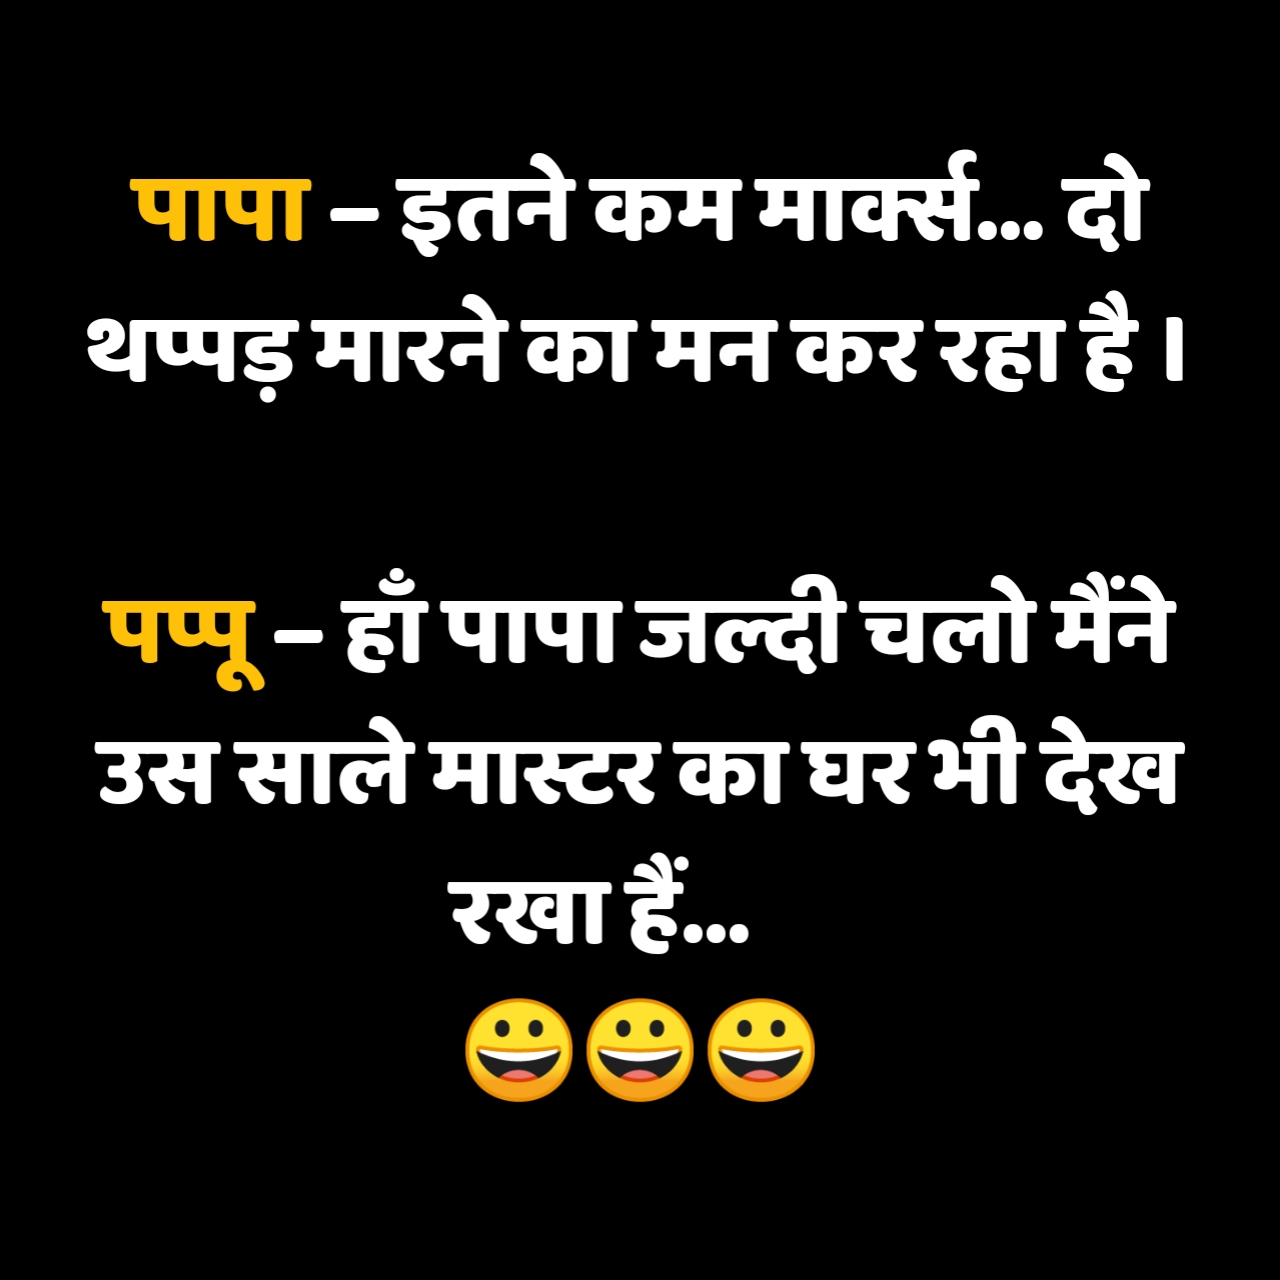 पापा – इतने कम मार्क्स... दो
थप्पड़ मारने का मन कर रहा है ।
पप्पू – हाँ पापा जल्दी चलो मैंने
उस साले मास्टर का घर भी देख
रखा हैं...
😀😀😀